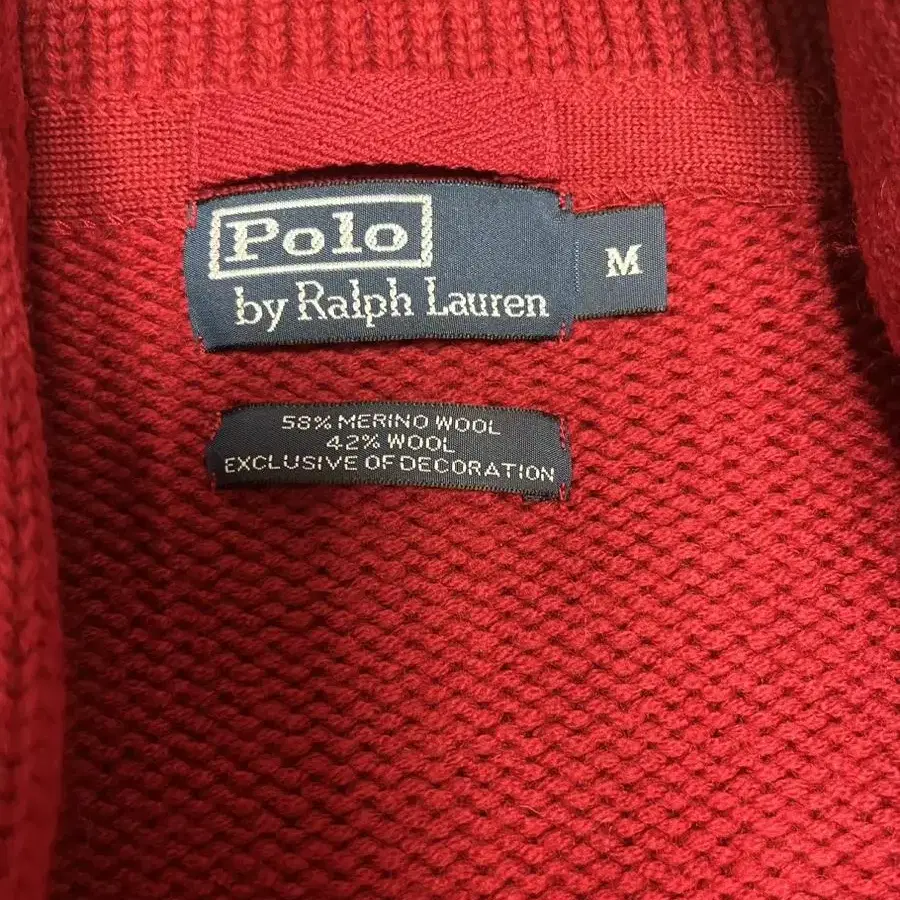 Polo
by Ralph Lauren
M
58% MERINO WOOL
42% WOOL
EXCLUSIVE OF DECORATION